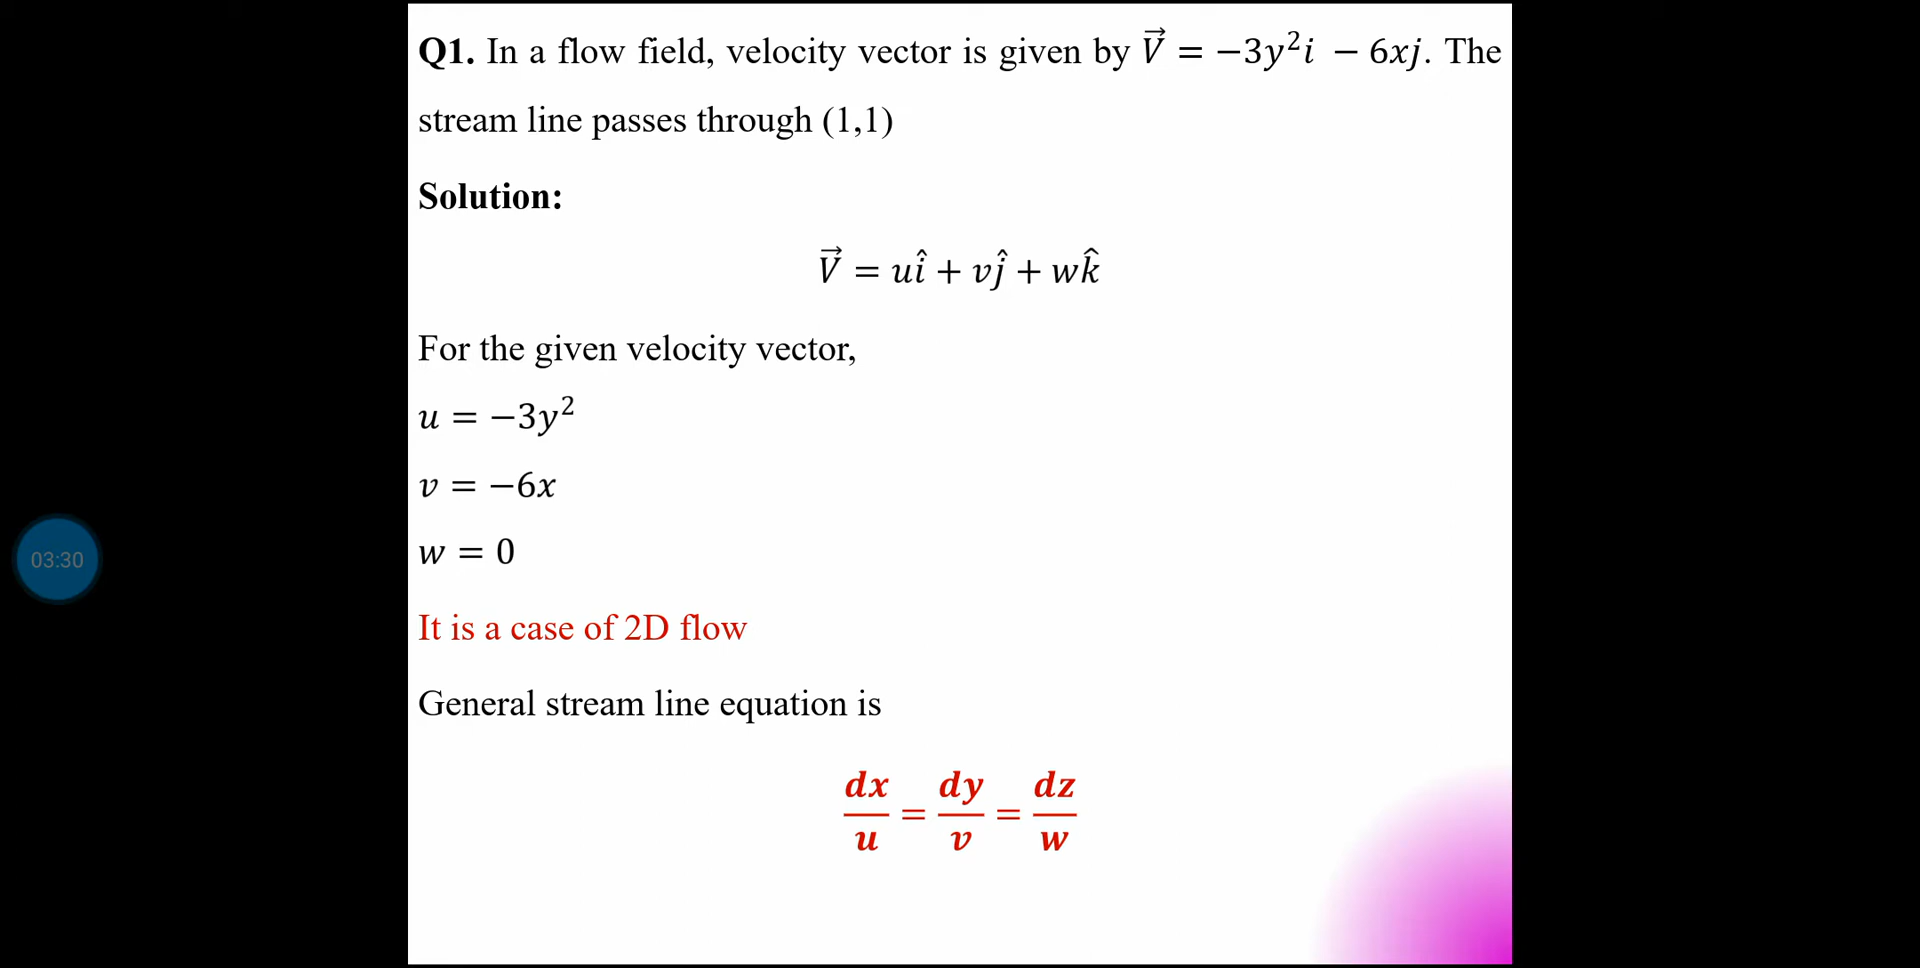 Q1. In a flow field, velocity vector is given by V⃗ = −3y²i − 6xj. The
stream line passes through (1,1)
Solution:
V⃗ = uî + vĵ + wk̂
For the given velocity vector,
u = −3y²
v = −6x
w = 0
03:30
It is a case of 2D flow
General stream line equation is
dx/u = dy/v = dz/w